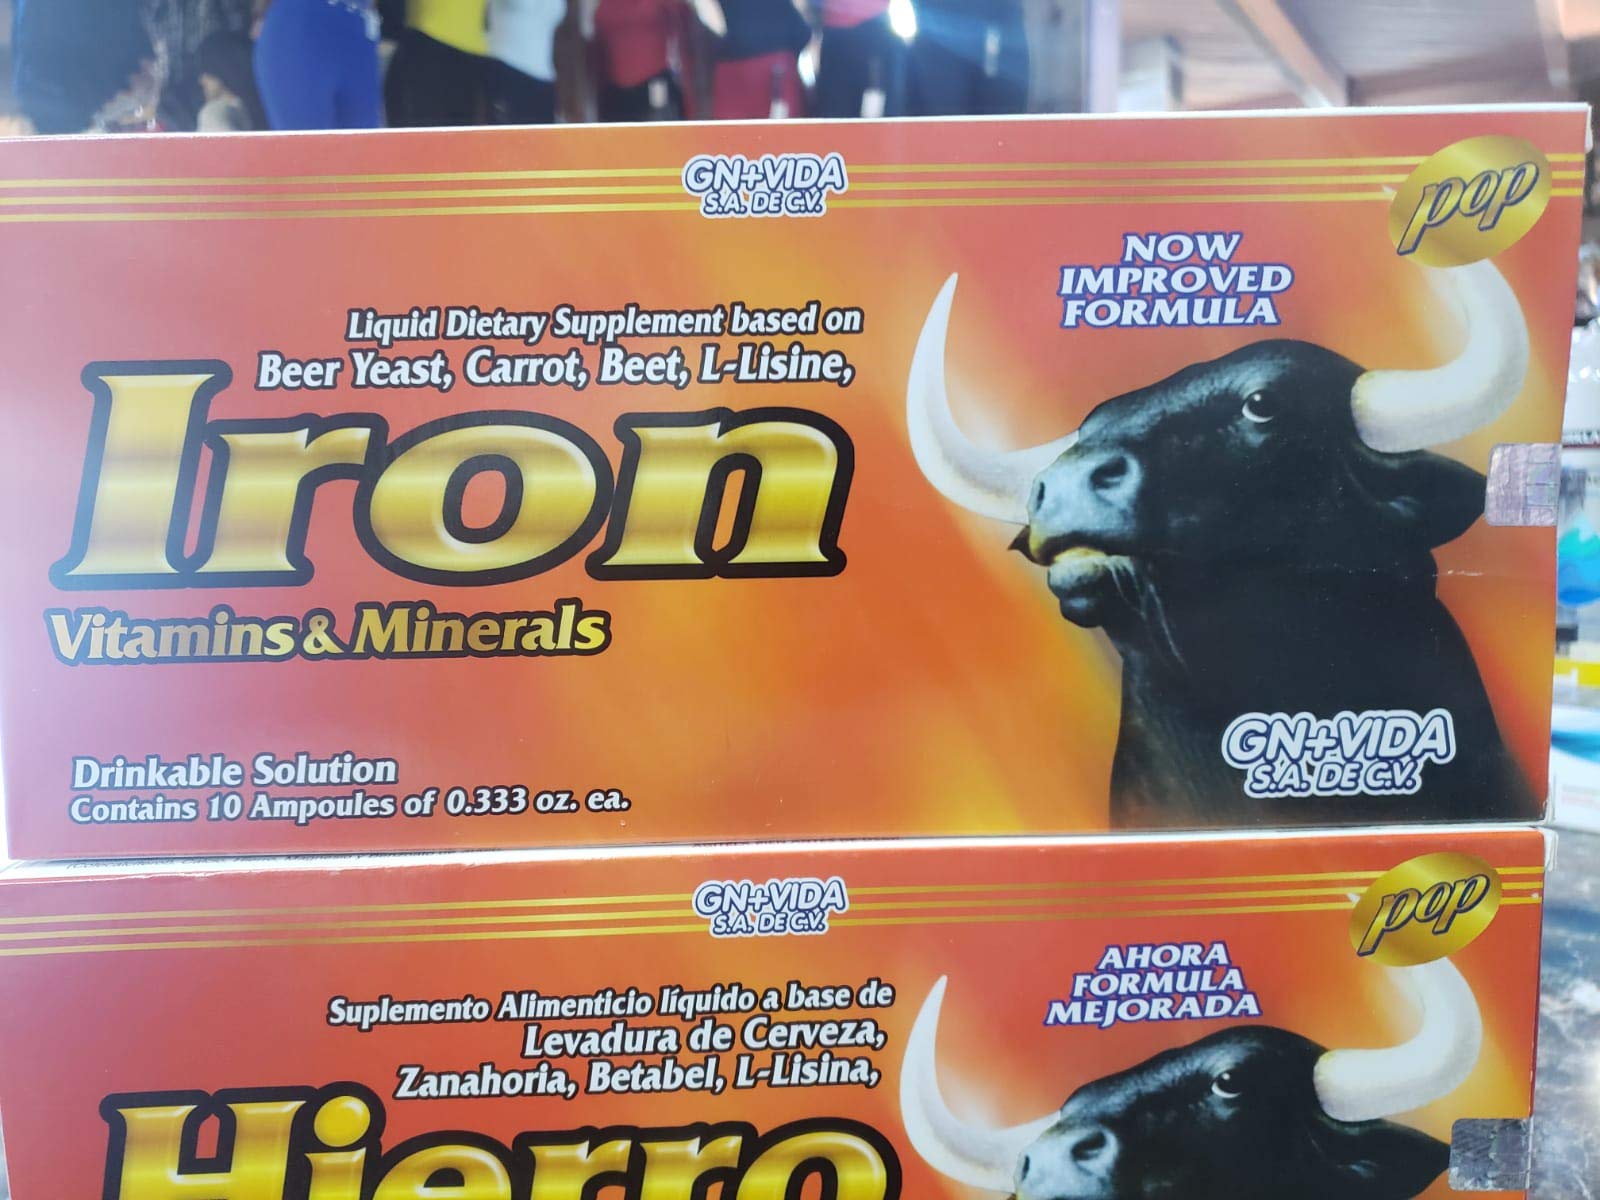 GN+VIDA
S.A. DE C.V.
pop
NOW
IMPROVED
FORMULA
Liquid Dietary Supplement based on
Beer Yeast, Carrot, Beet, L-Lisine,
Iron
Vitamins & Minerals
Drinkable Solution
Contains 10 Ampoules of 0.333 oz. ea.
GN+VIDA
S.A. DE C.V.
GN+VIDA
S.A. DE C.V.
pop
AHORA
FORMULA
MEJORADA
Suplemento Alimenticio líquido a base de
Levadura de Cerveza,
Zanahoria, Betabel, L-Lisina,
Hierro